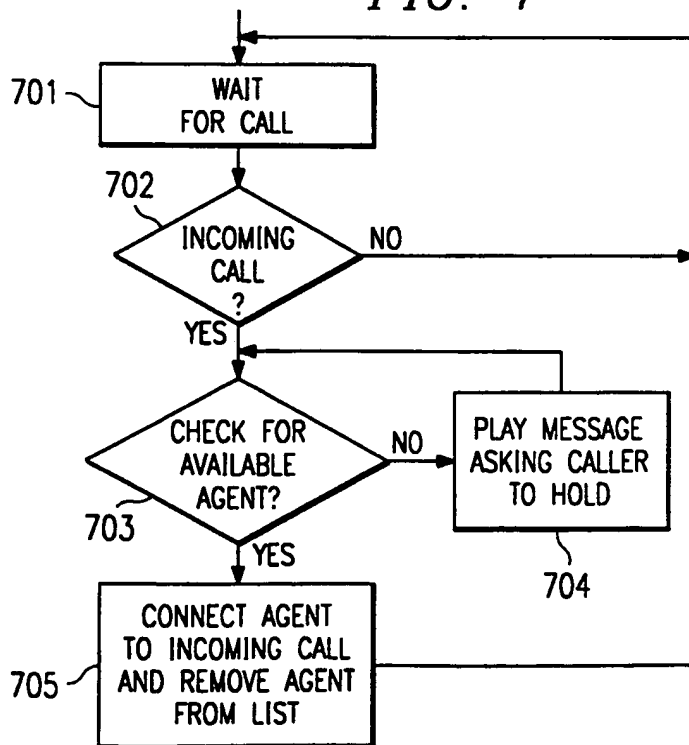 FIG. 7
701
WAIT
FOR CALL
702
INCOMING
CALL
?
NO
YES
CHECK FOR
AVAILABLE
AGENT?
NO
703
YES
PLAY MESSAGE
ASKING CALLER
TO HOLD
704
CONNECT AGENT
TO INCOMING CALL
AND REMOVE AGENT
FROM LIST
705